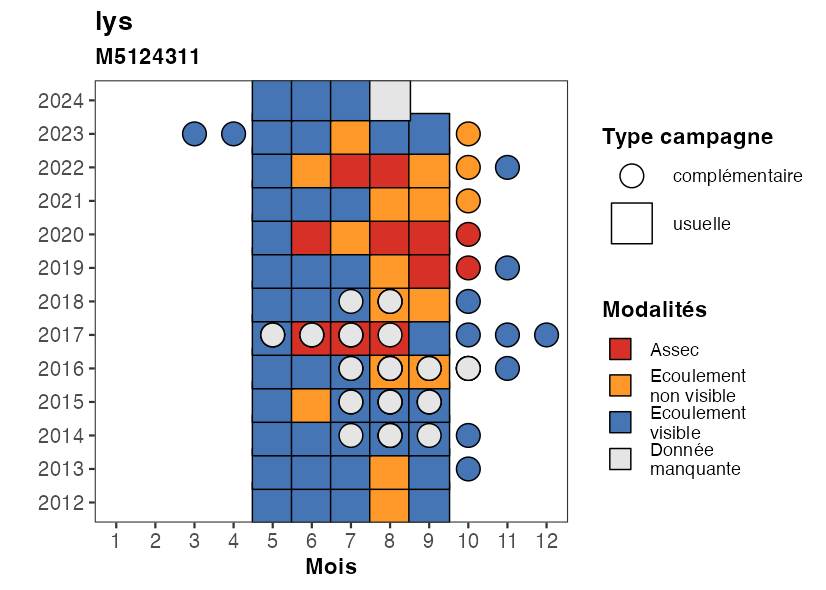 lys
M5124311
2024
2023
2022
2021
2020
2019
2018
2017
2016
2015
2014
2013
2012
1 2 3 4 5 6 7 8 9 10 11 12
Mois
Type campagne
complémentaire
usuelle
Modalités
Assec
Ecoulement
non visible
Ecoulement
visible
Donnée
manquante